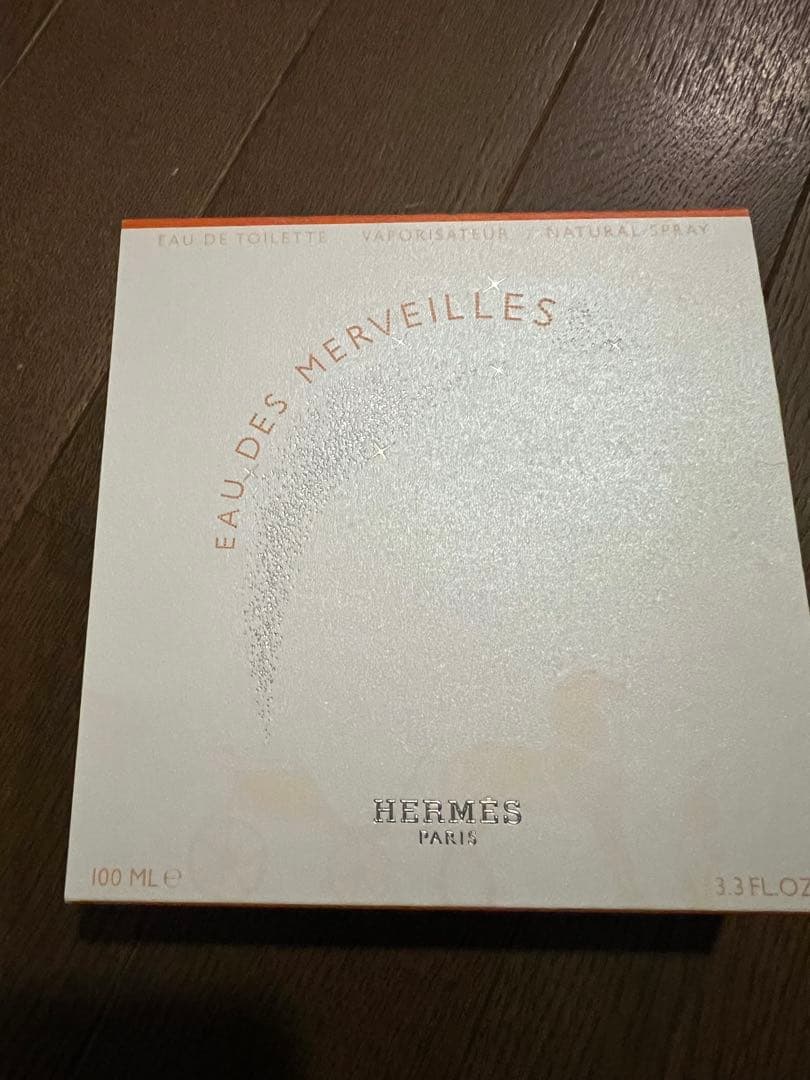 EAU DE TOILETTE VAPORISATEUR / NATURAL SPRAY
EAU DES MERVEILLES
HERMÈS
PARIS
100 ML ℮
3.3 FL.OZ